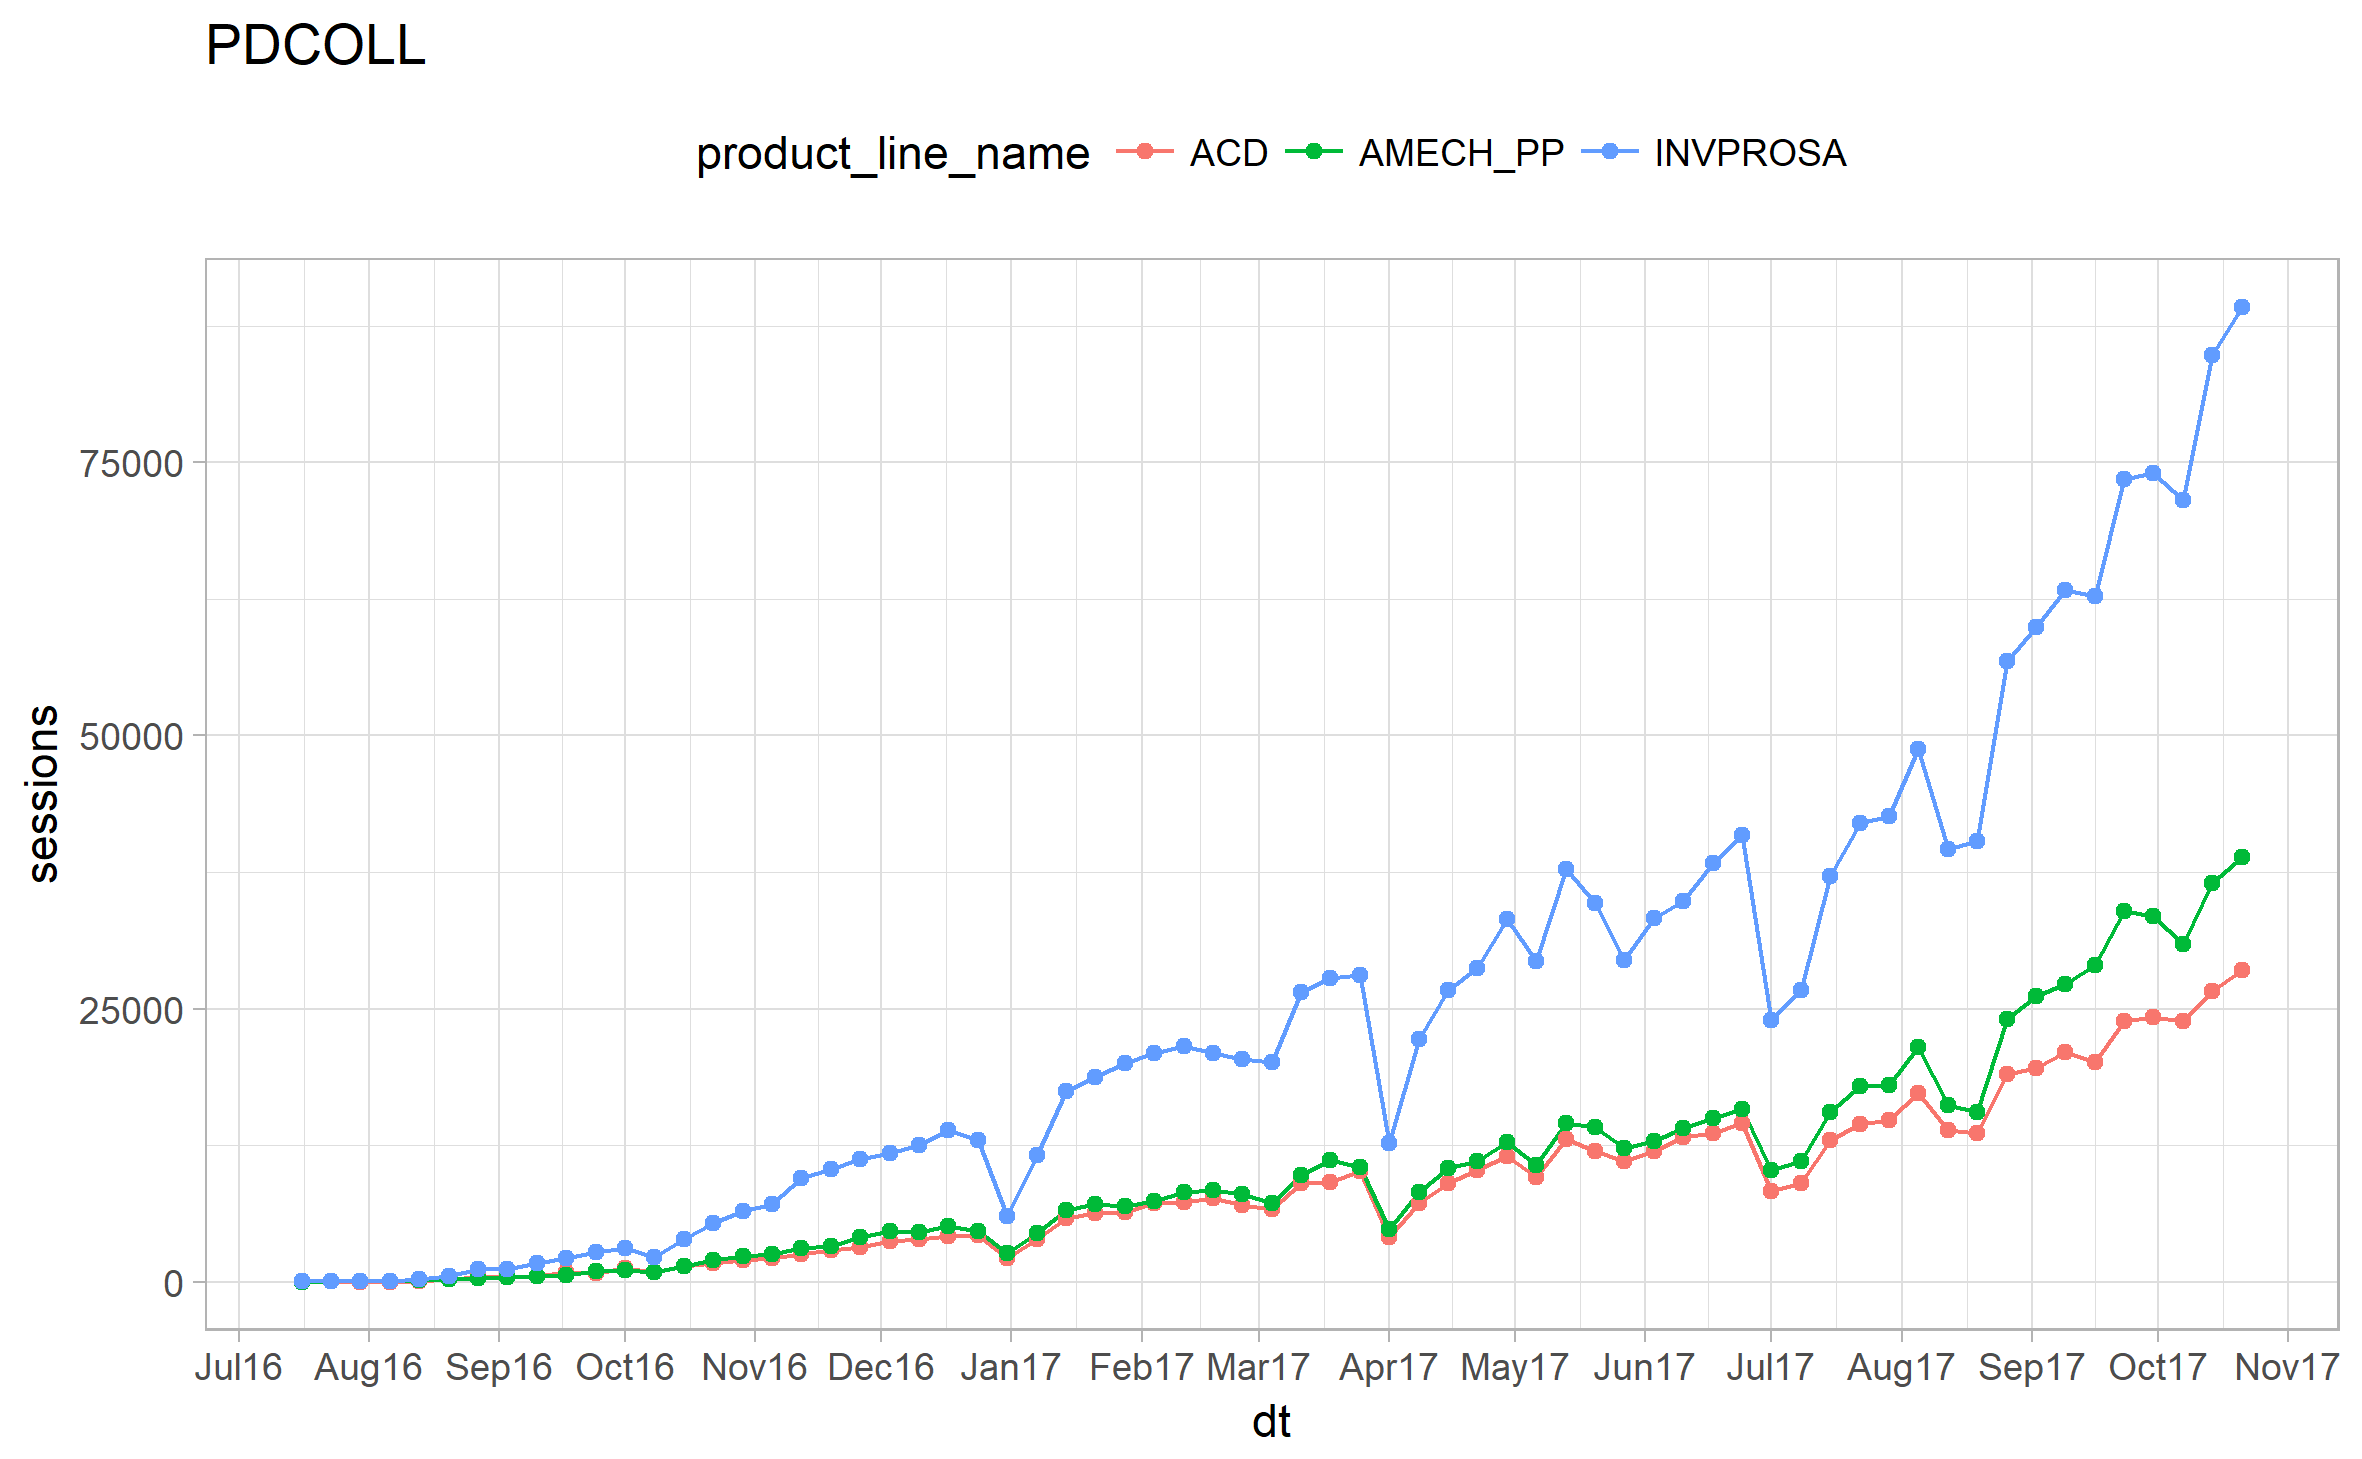 PDCOLL
product_line_name ACD AMECH_PP INVPROSA
75000
50000
25000
0
sessions
Jul16 Aug16 Sep16 Oct16 Nov16 Dec16 Jan17 Feb17 Mar17 Apr17 May17 Jun17 Jul17 Aug17 Sep17 Oct17 Nov17
dt